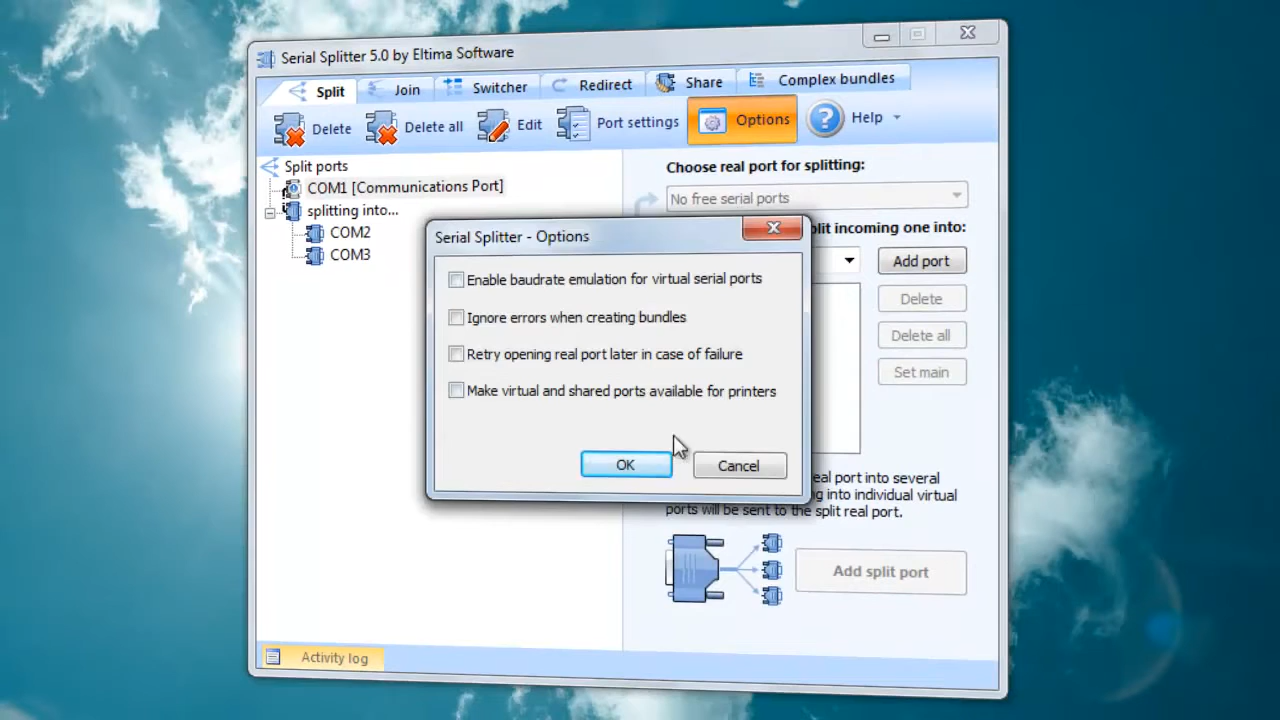 Serial Splitter 5.0 by Eltima Software
Split
Join
Switcher
Redirect
Share
Complex bundles
Delete
Delete all
Edit
Port settings
Options
Help
Split ports
COM1 [Communications Port]
splitting into...
COM2
COM3
Choose real port for splitting:
No free serial ports
incoming one into:
Add port
Delete
Delete all
Set main
Serial Splitter - Options
Enable baudrate emulation for virtual serial ports
Ignore errors when creating bundles
Retry opening real port later in case of failure
Make virtual and shared ports available for printers
OK
Cancel
port into several
into individual virtual
ports will be sent to the split real port.
Add split port
Activity log